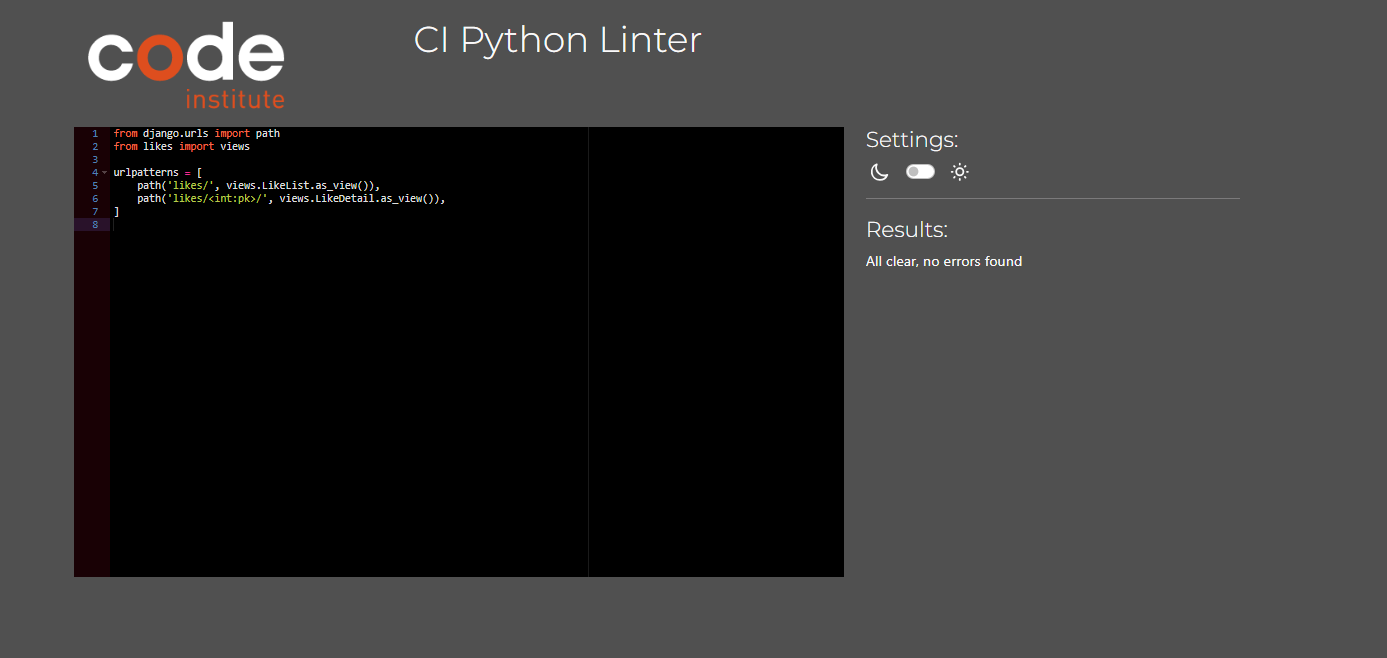 code
institute
CI Python Linter
1 from django.urls import path
2 from likes import views
3
4 urlpatterns = [
5     path('likes/', views.LikeList.as_view()),
6     path('likes/<int:pk>/', views.LikeDetail.as_view()),
7 ]
8
Settings:
Results:
All clear, no errors found